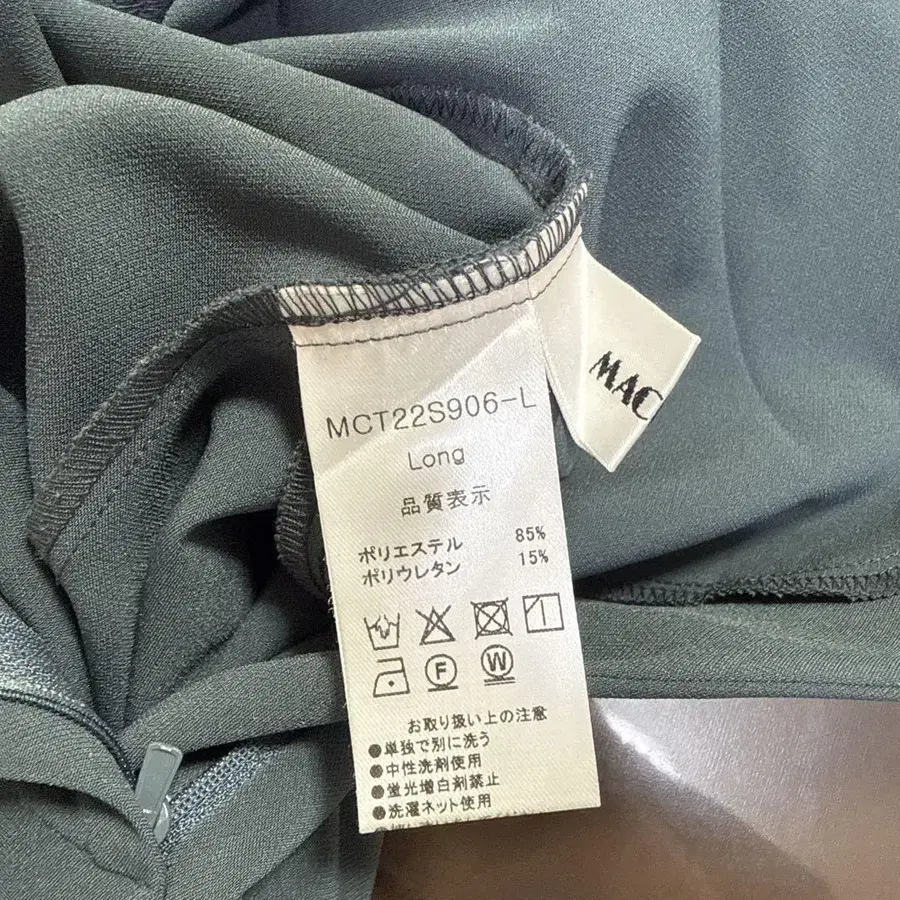 MAC
MCT22S906-L
Long
品質表示
ポリエステル 85%
ポリウレタン 15%
F W
お取り扱い上の注意
●単独で別に洗う
●中性洗剤使用
●蛍光増白剤禁止
●洗濯ネット使用